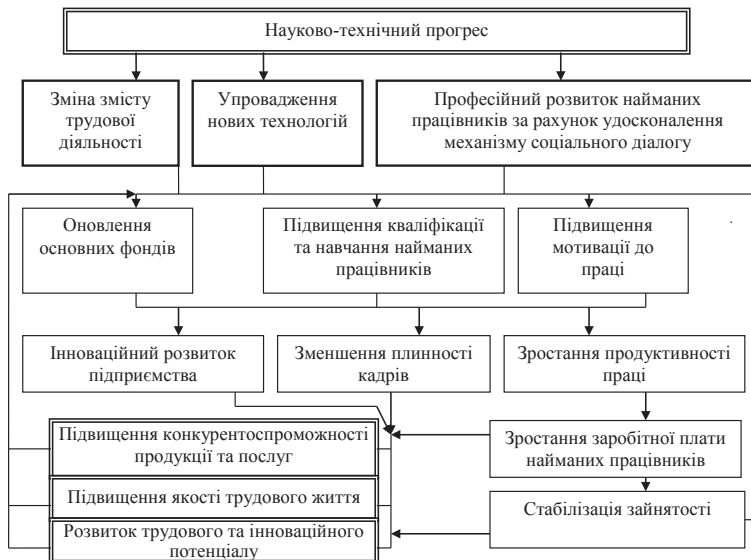 Науково-технічний прогрес
Зміна змісту
трудової
діяльності
Упровадження
нових технологій
Професійний розвиток найманих
працівників за рахунок удосконалення
механізму соціального діалогу
Оновлення
основних фондів
Підвищення кваліфікації
та навчання найманих
працівників
Підвищення
мотивації до
праці
Інноваційний розвиток
підприємства
Зменшення плинності
кадрів
Зростання продуктивності
праці
Підвищення конкурентоспроможності
продукції та послуг
Зростання заробітної плати
найманих працівників
Підвищення якості трудового життя
Стабілізація зайнятості
Розвиток трудового та інноваційного
потенціалу